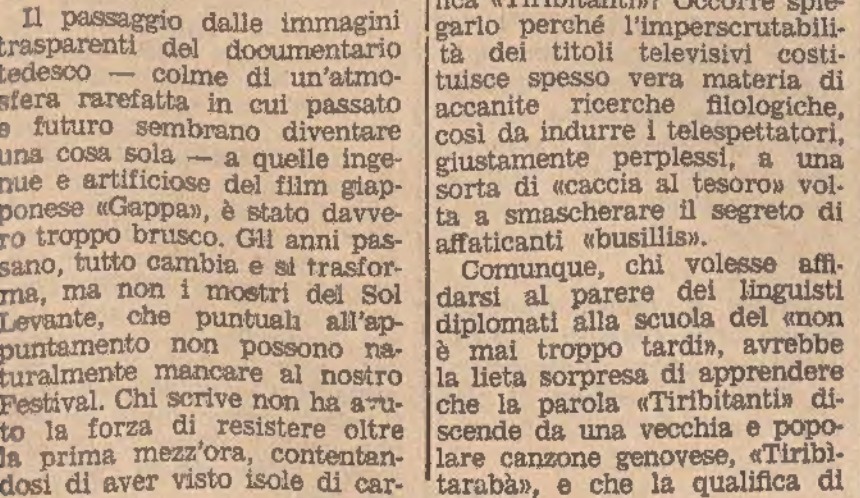 Il passaggio dalle immagini
trasparenti del documentario
tedesco — colme di un'atmo-
sfera rarefatta in cui passato
e futuro sembrano diventare
una cosa sola — a quelle inge-
nue e artificiose del film giap-
ponese «Gappa», è stato davve-
ro troppo brusco. Gli anni pas-
sano, tutto cambia e si trasfor-
ma, ma non i mostri del Sol
Levante, che puntuali all'ap-
puntamento non possono na-
turalmente mancare al nostro
Festival. Chi scrive non ha avu-
to la forza di resistere oltre
la prima mezz'ora, contentan-
dosi di aver visto isole di car-
nca «Tiribitanti»? Occorre spie-
garlo perché l'imperscrutabili-
tà dei titoli televisivi costi-
tuisce spesso vera materia di
accanite ricerche filologiche,
così da indurre i telespettatori,
giustamente perplessi, a una
sorta di «caccia al tesoro» vol-
ta a smascherare il segreto di
affaticanti «busillis».
Comunque, chi volesse affi-
darsi al parere dei linguisti
diplomati alla scuola del «non
è mai troppo tardi», avrebbe
la lieta sorpresa di apprendere
che la parola «Tiribitanti» di-
scende da una vecchia e popo-
lare canzone genovese, «Tiribì-
tarabà», e che la qualifica di